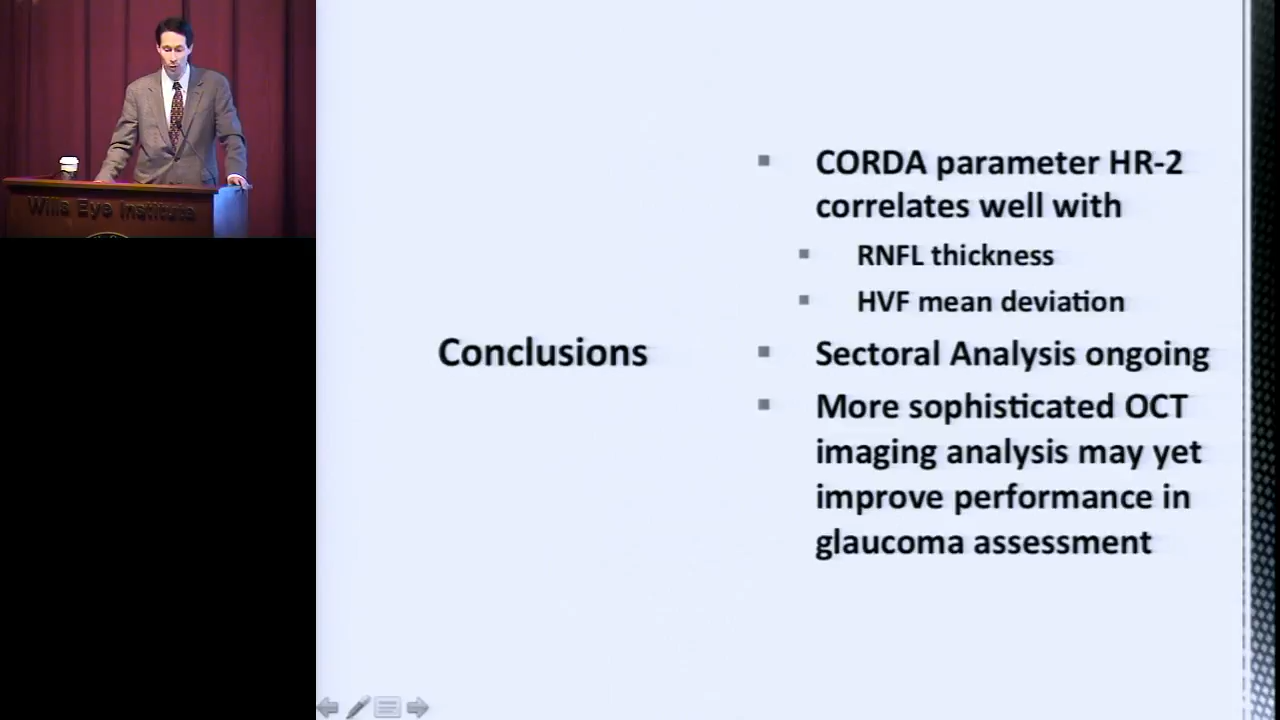 Wills Eye Institute
Conclusions
CORDA parameter HR-2
correlates well with
RNFL thickness
HVF mean deviation
Sectoral Analysis ongoing
More sophisticated OCT
imaging analysis may yet
improve performance in
glaucoma assessment